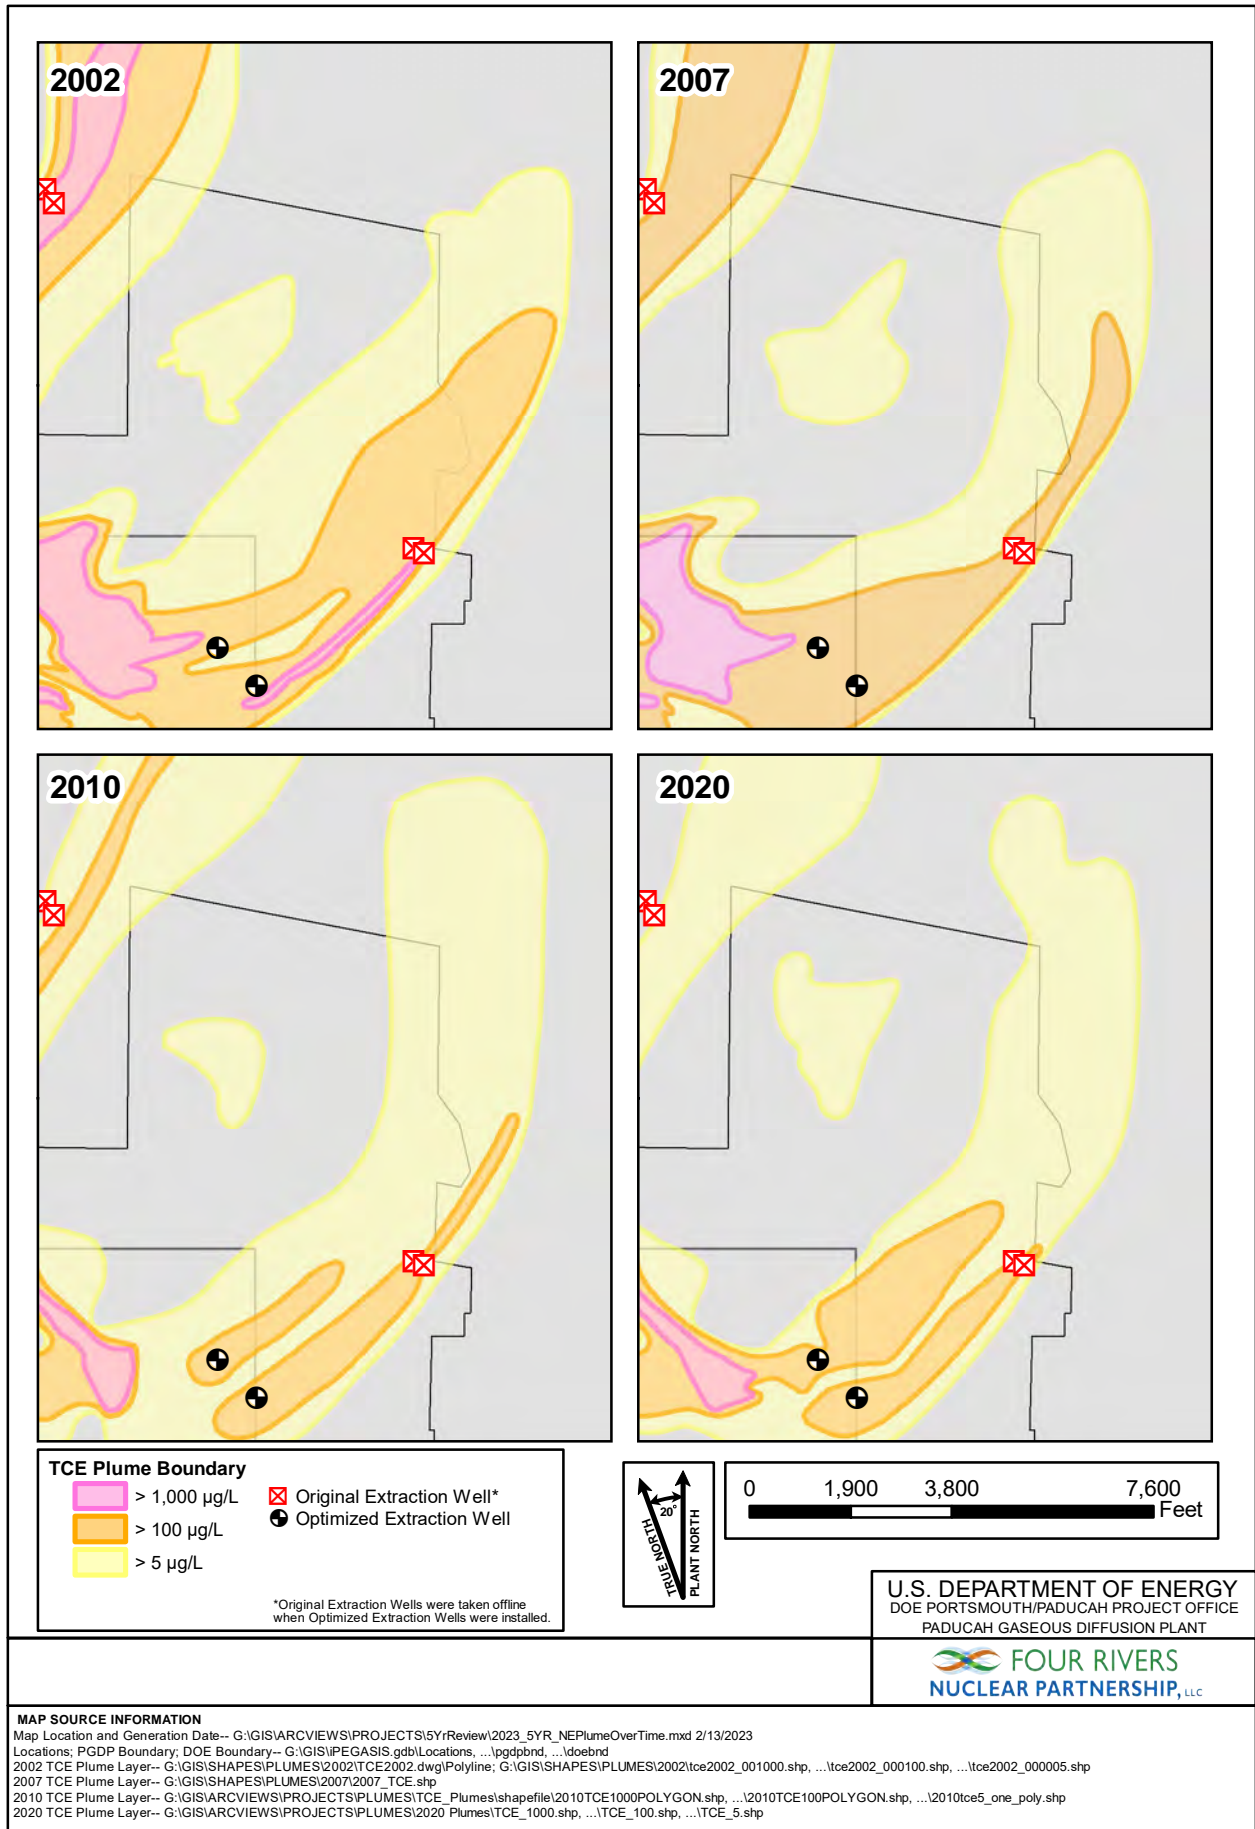 2002
2007
2010
2020
TCE Plume Boundary
> 1,000 µg/L
> 100 µg/L
> 5 µg/L
Original Extraction Well*
Optimized Extraction Well
*Original Extraction Wells were taken offline
when Optimized Extraction Wells were installed.
TRUE NORTH
20°
PLANT NORTH
0 1,900 3,800 7,600
Feet
U.S. DEPARTMENT OF ENERGY
DOE PORTSMOUTH/PADUCAH PROJECT OFFICE
PADUCAH GASEOUS DIFFUSION PLANT
FOUR RIVERS
NUCLEAR PARTNERSHIP, LLC
MAP SOURCE INFORMATION
Map Location and Generation Date-- G:\GIS\ARCVIEWS\PROJECTS\5YrReview\2023_5YR_NEPlumeOverTime.mxd 2/13/2023
Locations; PGDP Boundary; DOE Boundary-- G:\GIS\iPEGASIS.gdb\Locations, ...\pgdpbnd, ...\doebnd
2002 TCE Plume Layer-- G:\GIS\SHAPES\PLUMES\2002\TCE2002.dwg\Polyline; G:\GIS\SHAPES\PLUMES\2002\tce2002_001000.shp, ...\tce2002_000100.shp, ...\tce2002_000005.shp
2007 TCE Plume Layer-- G:\GIS\SHAPES\PLUMES\2007\2007_TCE.shp
2010 TCE Plume Layer-- G:\GIS\ARCVIEWS\PROJECTS\PLUMES\TCE_Plumes\shapefile\2010TCE1000POLYGON.shp, ...\2010TCE100POLYGON.shp, ...\2010tce5_one_poly.shp
2020 TCE Plume Layer-- G:\GIS\ARCVIEWS\PROJECTS\PLUMES\2020 Plumes\TCE_1000.shp, ...\TCE_100.shp, ...\TCE_5.shp